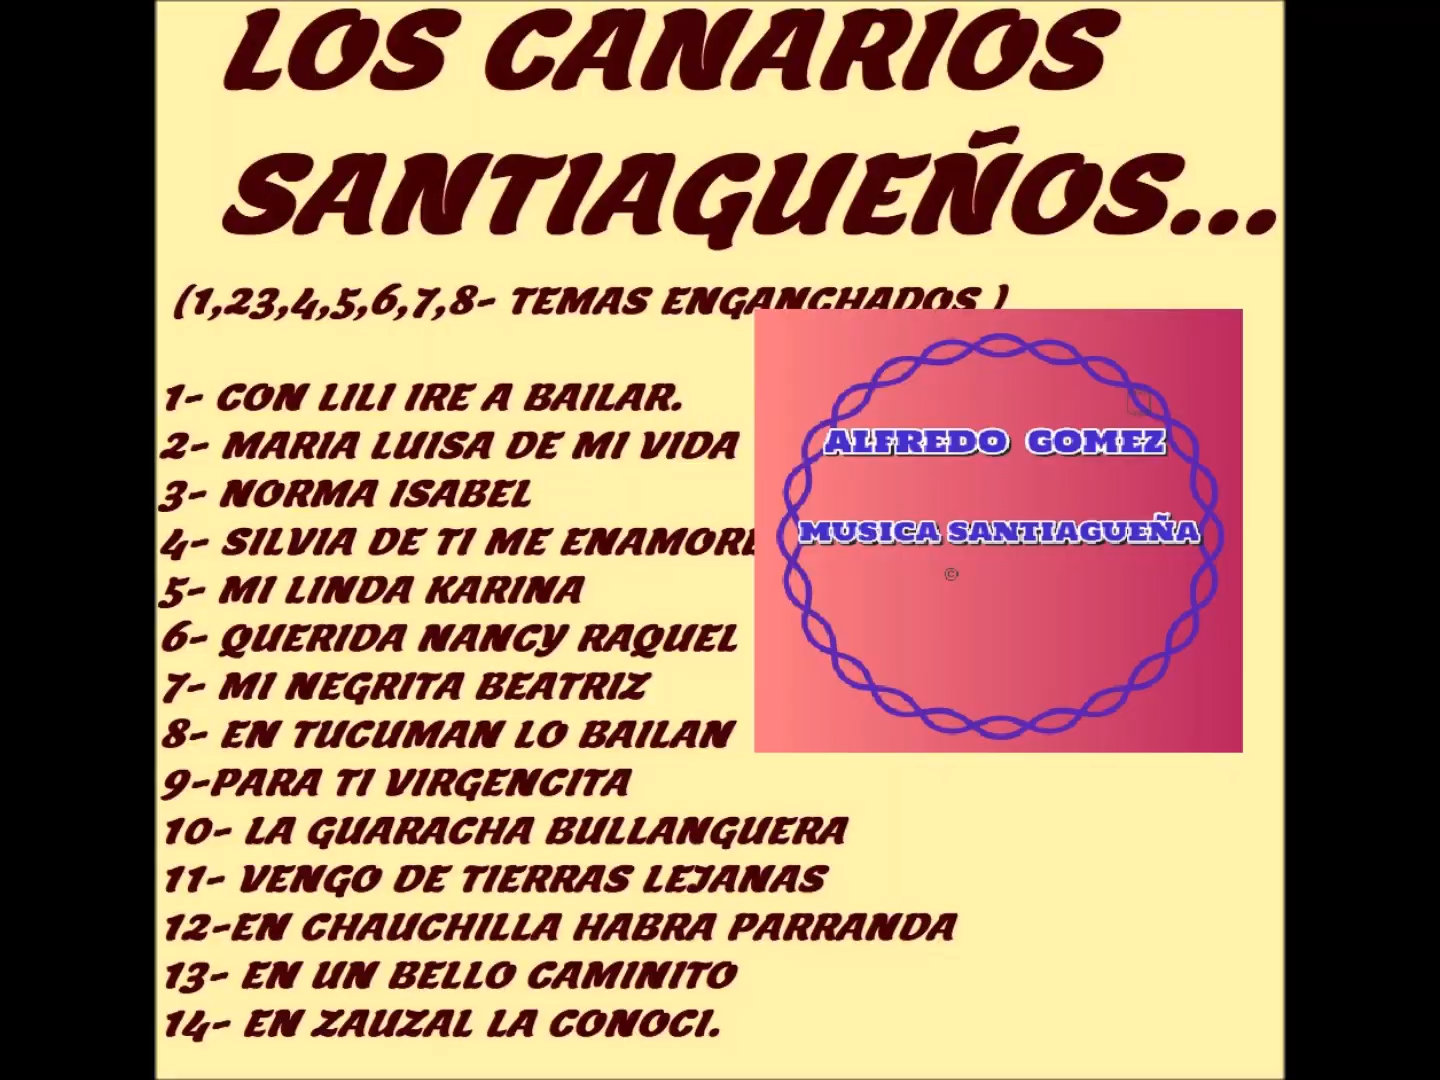 LOS CANARIOS
SANTIAGUEÑOS...
(1,23,4,5,6,7,8- TEMAS ENGANCHADOS )
1- CON LILI IRE A BAILAR.
2- MARIA LUISA DE MI VIDA
3- NORMA ISABEL
4- SILVIA DE TI ME ENAMORE
5- MI LINDA KARINA
6- QUERIDA NANCY RAQUEL
7- MI NEGRITA BEATRIZ
8- EN TUCUMAN LO BAILAN
9-PARA TI VIRGENCITA
10- LA GUARACHA BULLANGUERA
11- VENGO DE TIERRAS LEJANAS
12-EN CHAUCHILLA HABRA PARRANDA
13- EN UN BELLO CAMINITO
14- EN ZAUZAL LA CONOCI.
ALFREDO GOMEZ
MUSICA SANTIAGUEÑA
©